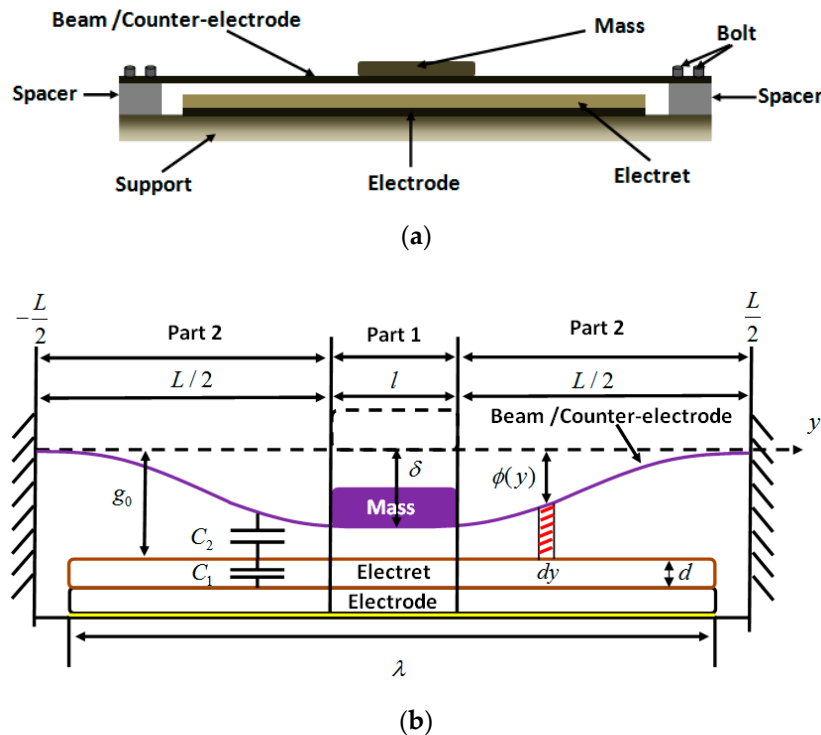 Beam /Counter-electrode
Mass
Bolt
Spacer
Spacer
Support
Electrode
Electret
(a)
-L/2
L/2
Part 2
Part 1
Part 2
L / 2
l
L / 2
Beam /Counter-electrode
y
g0
δ
ϕ(y)
Mass
C2
C1
Electret
dy
d
Electrode
λ
(b)